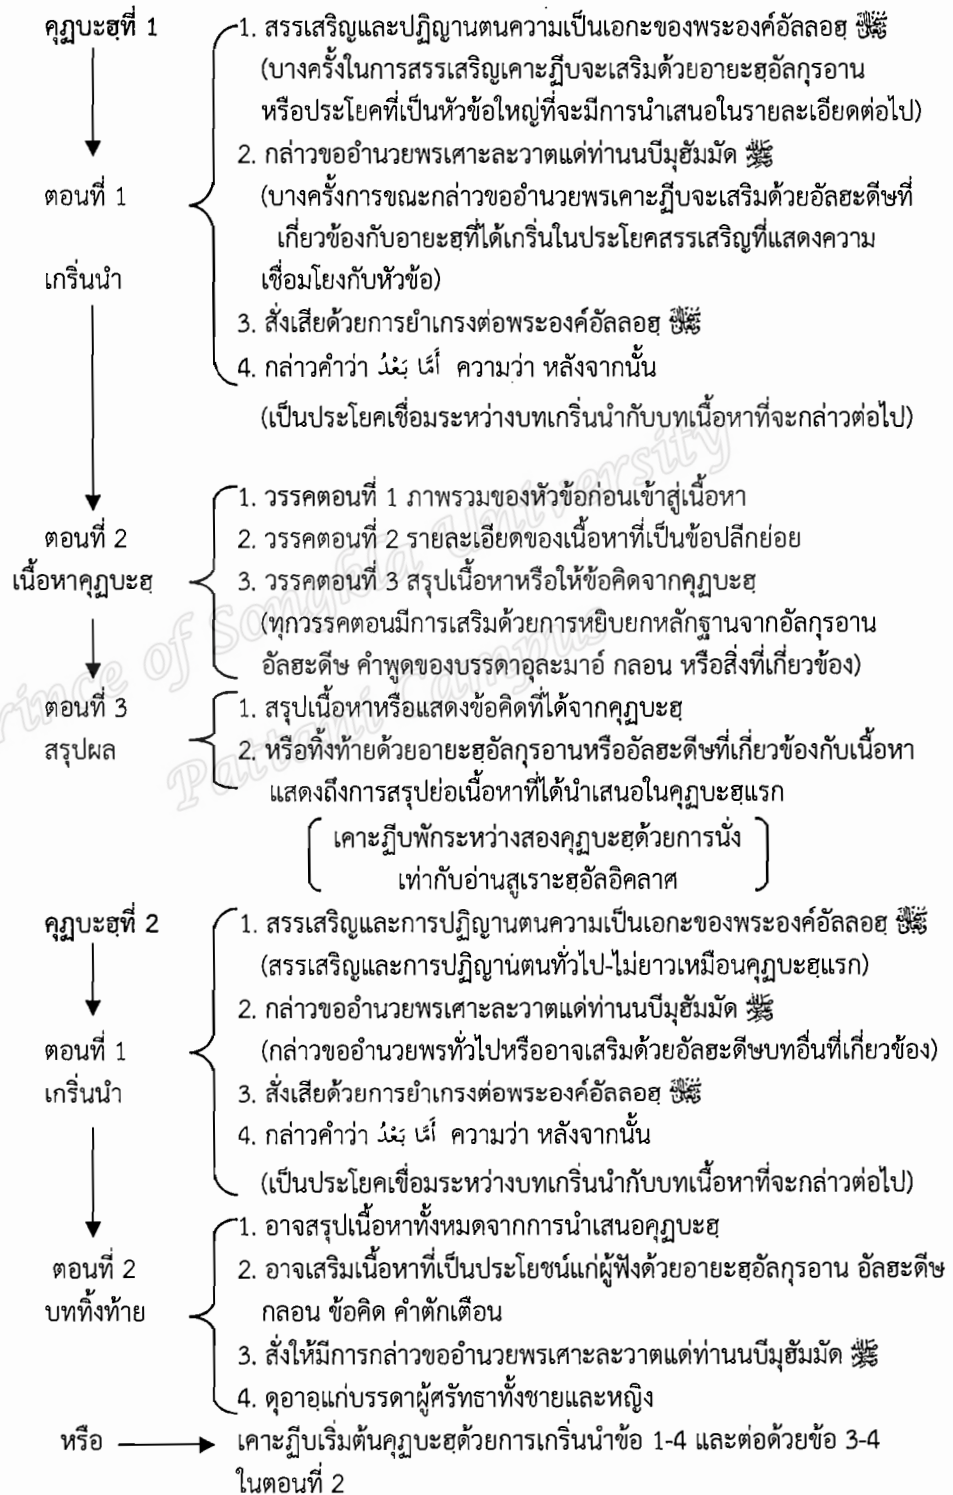 คุฏบะฮฺที่ 1
1. สรรเสริญและปฏิญานตนความเป็นเอกะของพระองค์อัลลอฮฺ ﷻ
(บางครั้งในการสรรเสริญเคาะฏีบจะเสริมด้วยอายะฮฺอัลกุรอาน
หรือประโยคที่เป็นหัวข้อใหญ่ที่จะมีการนำเสนอในรายละเอียดต่อไป)
2. กล่าวขออำนวยพรเศาะละวาตแด่ท่านนบีมุฮัมมัด ﷺ
ตอนที่ 1
(บางครั้งการขณะกล่าวขออำนวยพรเคาะฏีบจะเสริมด้วยอัลฮะดีษที่
เกี่ยวข้องกับอายะฮฺที่ได้เกริ่นในประโยคสรรเสริญที่แสดงความ
เกริ่นนำ
เชื่อมโยงกับหัวข้อ)
3. สั่งเสียด้วยการยำเกรงต่อพระองค์อัลลอฮฺ ﷻ
4. กล่าวคำว่า أَمَّا بَعْدُ ความว่า หลังจากนั้น
(เป็นประโยคเชื่อมระหว่างบทเกริ่นนำกับบทเนื้อหาที่จะกล่าวต่อไป)
1. วรรคตอนที่ 1 ภาพรวมของหัวข้อก่อนเข้าสู่เนื้อหา
ตอนที่ 2
2. วรรคตอนที่ 2 รายละเอียดของเนื้อหาที่เป็นข้อปลีกย่อย
เนื้อหาคุฏบะฮฺ
3. วรรคตอนที่ 3 สรุปเนื้อหาหรือให้ข้อคิดจากคุฏบะฮฺ
(ทุกวรรคตอนมีการเสริมด้วยการหยิบยกหลักฐานจากอัลกุรอาน
อัลฮะดีษ คำพูดของบรรดาอุละมาอ์ กลอน หรือสิ่งที่เกี่ยวข้อง)
ตอนที่ 3
1. สรุปเนื้อหาหรือแสดงข้อคิดที่ได้จากคุฏบะฮฺ
สรุปผล
2. หรือทิ้งท้ายด้วยอายะฮฺอัลกุรอานหรืออัลฮะดีษที่เกี่ยวข้องกับเนื้อหา
แสดงถึงการสรุปย่อเนื้อหาที่ได้นำเสนอในคุฏบะฮฺแรก
เคาะฏีบพักระหว่างสองคุฏบะฮฺด้วยการนั่ง
เท่ากับอ่านสูเราะฮฺอัลอิคลาศ
คุฏบะฮฺที่ 2
1. สรรเสริญและการปฏิญานตนความเป็นเอกะของพระองค์อัลลอฮฺ ﷻ
(สรรเสริญและการปฏิญานตนทั่วไป-ไม่ยาวเหมือนคุฏบะฮฺแรก)
2. กล่าวขออำนวยพรเศาะละวาตแด่ท่านนบีมุฮัมมัด ﷺ
ตอนที่ 1
(กล่าวขออำนวยพรทั่วไปหรืออาจเสริมด้วยอัลฮะดีษบทอื่นที่เกี่ยวข้อง)
เกริ่นนำ
3. สั่งเสียด้วยการยำเกรงต่อพระองค์อัลลอฮฺ ﷻ
4. กล่าวคำว่า أَمَّا بَعْدُ ความว่า หลังจากนั้น
(เป็นประโยคเชื่อมระหว่างบทเกริ่นนำกับบทเนื้อหาที่จะกล่าวต่อไป)
1. อาจสรุปเนื้อหาทั้งหมดจากการนำเสนอคุฏบะฮฺ
ตอนที่ 2
2. อาจเสริมเนื้อหาที่เป็นประโยชน์แก่ผู้ฟังด้วยอายะฮฺอัลกุรอาน อัลฮะดีษ
บททิ้งท้าย
กลอน ข้อคิด คำตักเตือน
3. สั่งให้มีการกล่าวขออำนวยพรเศาะละวาตแด่ท่านนบีมุฮัมมัด ﷺ
4. ดุอาอฺแก่บรรดาผู้ศรัทธาทั้งชายและหญิง
หรือ
เคาะฏีบเริ่มต้นคุฏบะฮฺด้วยการเกริ่นนำข้อ 1-4 และต่อด้วยข้อ 3-4
ในตอนที่ 2
Prince of Songkla University
Pattani Campus